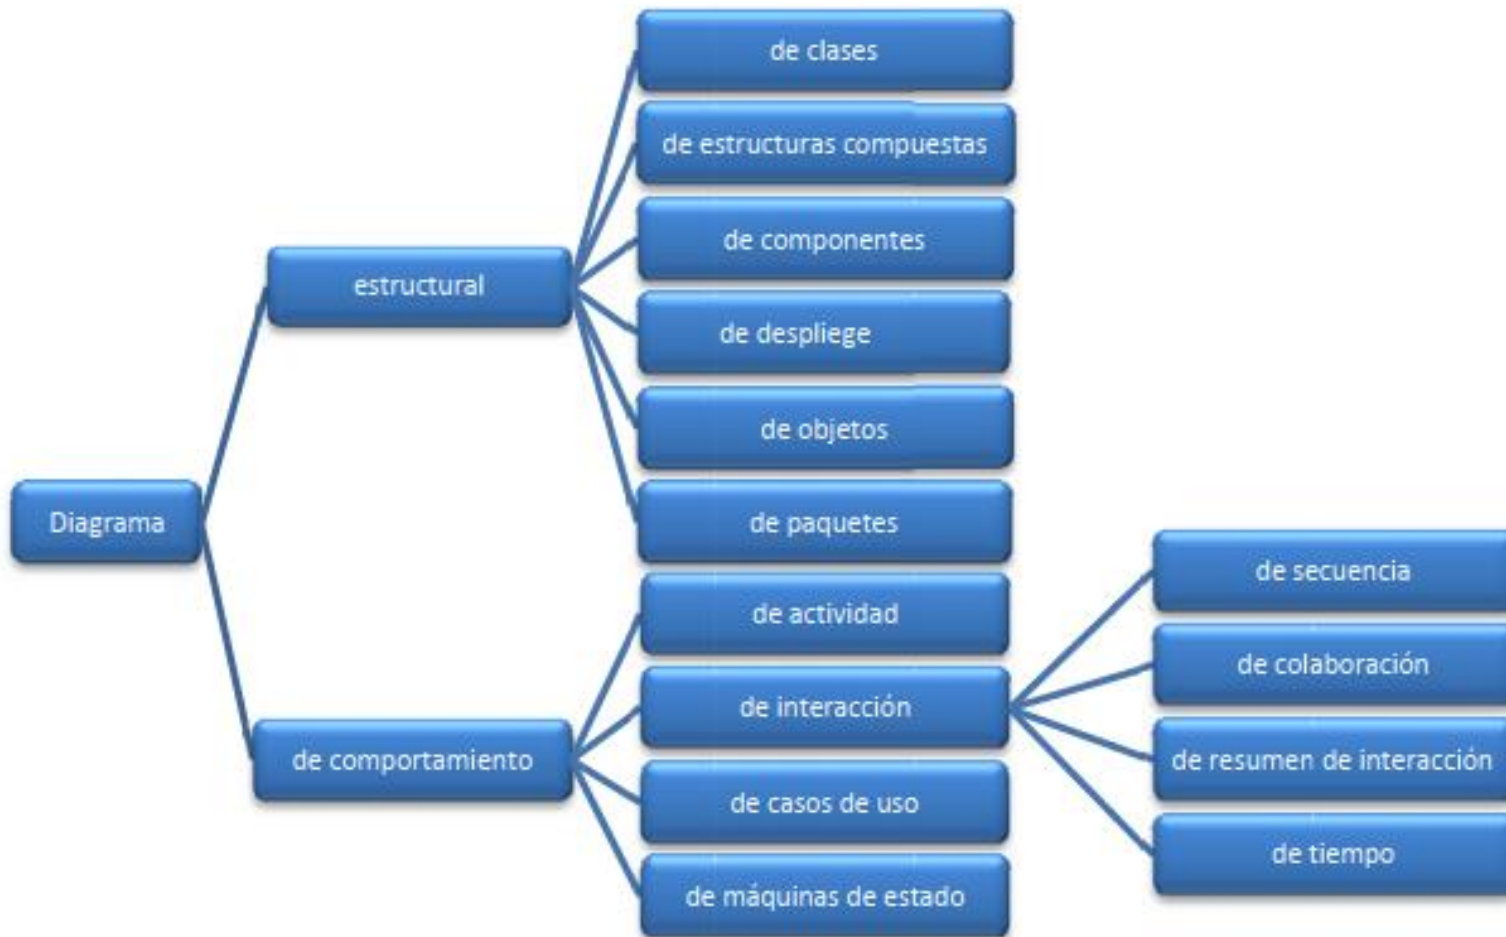 Diagrama
estructural
de clases
de estructuras compuestas
de componentes
de despliege
de objetos
de paquetes
de comportamiento
de actividad
de interacción
de secuencia
de colaboración
de resumen de interacción
de tiempo
de casos de uso
de máquinas de estado